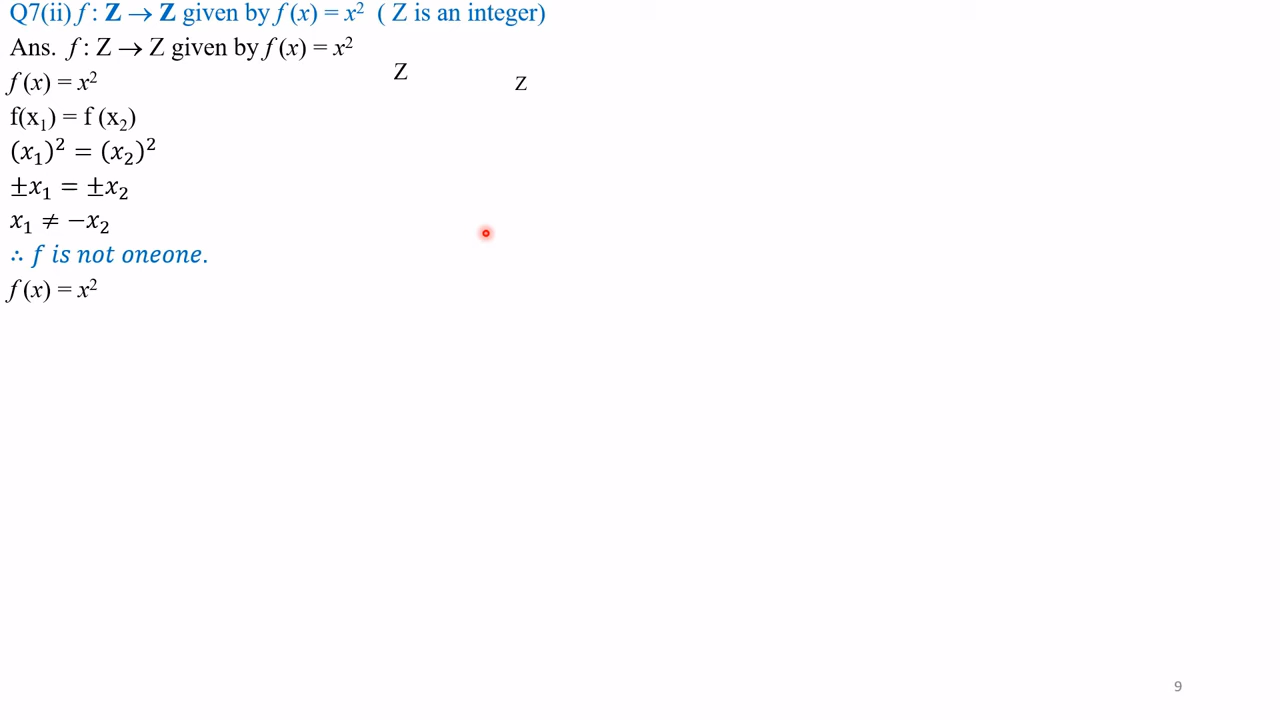 Q7(ii) f : Z → Z given by f (x) = x² ( Z is an integer)
Ans. f : Z → Z given by f (x) = x²
Z
Z
f (x) = x²
f(x₁) = f (x₂)
(x₁)² = (x₂)²
±x₁ = ±x₂
x₁ ≠ −x₂
∴ f is not oneone.
f (x) = x²
9